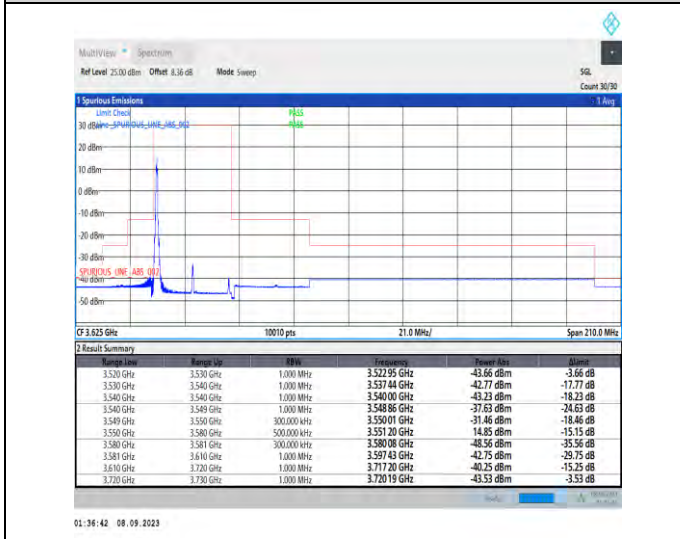 MultiView Spectrum
Ref Level 25.00 dBm Offset 8.36 dB Mode Sweep SGL
Count 30/30
1 Spurious Emissions 1 Avg
Limit Check PASS
30 dBm Line _SPURIOUS_LINE_ABS_002 PASS
20 dBm
10 dBm
0 dBm
-10 dBm
-20 dBm
-30 dBm
SPURIOUS_LINE_ABS_002
-40 dBm
-50 dBm
CF 3.625 GHz 10010 pts 21.0 MHz/ Span 210.0 MHz
2 Result Summary
Range Low Range Up RBW Frequency Power Abs ΔLimit
3.520 GHz 3.530 GHz 1.000 MHz 3.522 95 GHz -43.66 dBm -3.66 dB
3.530 GHz 3.540 GHz 1.000 MHz 3.537 44 GHz -42.77 dBm -17.77 dB
3.540 GHz 3.540 GHz 1.000 MHz 3.540 00 GHz -43.23 dBm -18.23 dB
3.540 GHz 3.549 GHz 1.000 MHz 3.548 86 GHz -37.63 dBm -24.63 dB
3.549 GHz 3.550 GHz 300.000 kHz 3.550 01 GHz -31.46 dBm -18.46 dB
3.550 GHz 3.580 GHz 500.000 kHz 3.551 20 GHz 14.85 dBm -15.15 dB
3.580 GHz 3.581 GHz 300.000 kHz 3.580 08 GHz -48.56 dBm -35.56 dB
3.581 GHz 3.610 GHz 1.000 MHz 3.597 43 GHz -42.75 dBm -29.75 dB
3.610 GHz 3.720 GHz 1.000 MHz 3.717 20 GHz -40.25 dBm -15.25 dB
3.720 GHz 3.730 GHz 1.000 MHz 3.720 19 GHz -43.53 dBm -3.53 dB
01:36:42 08.09.2023